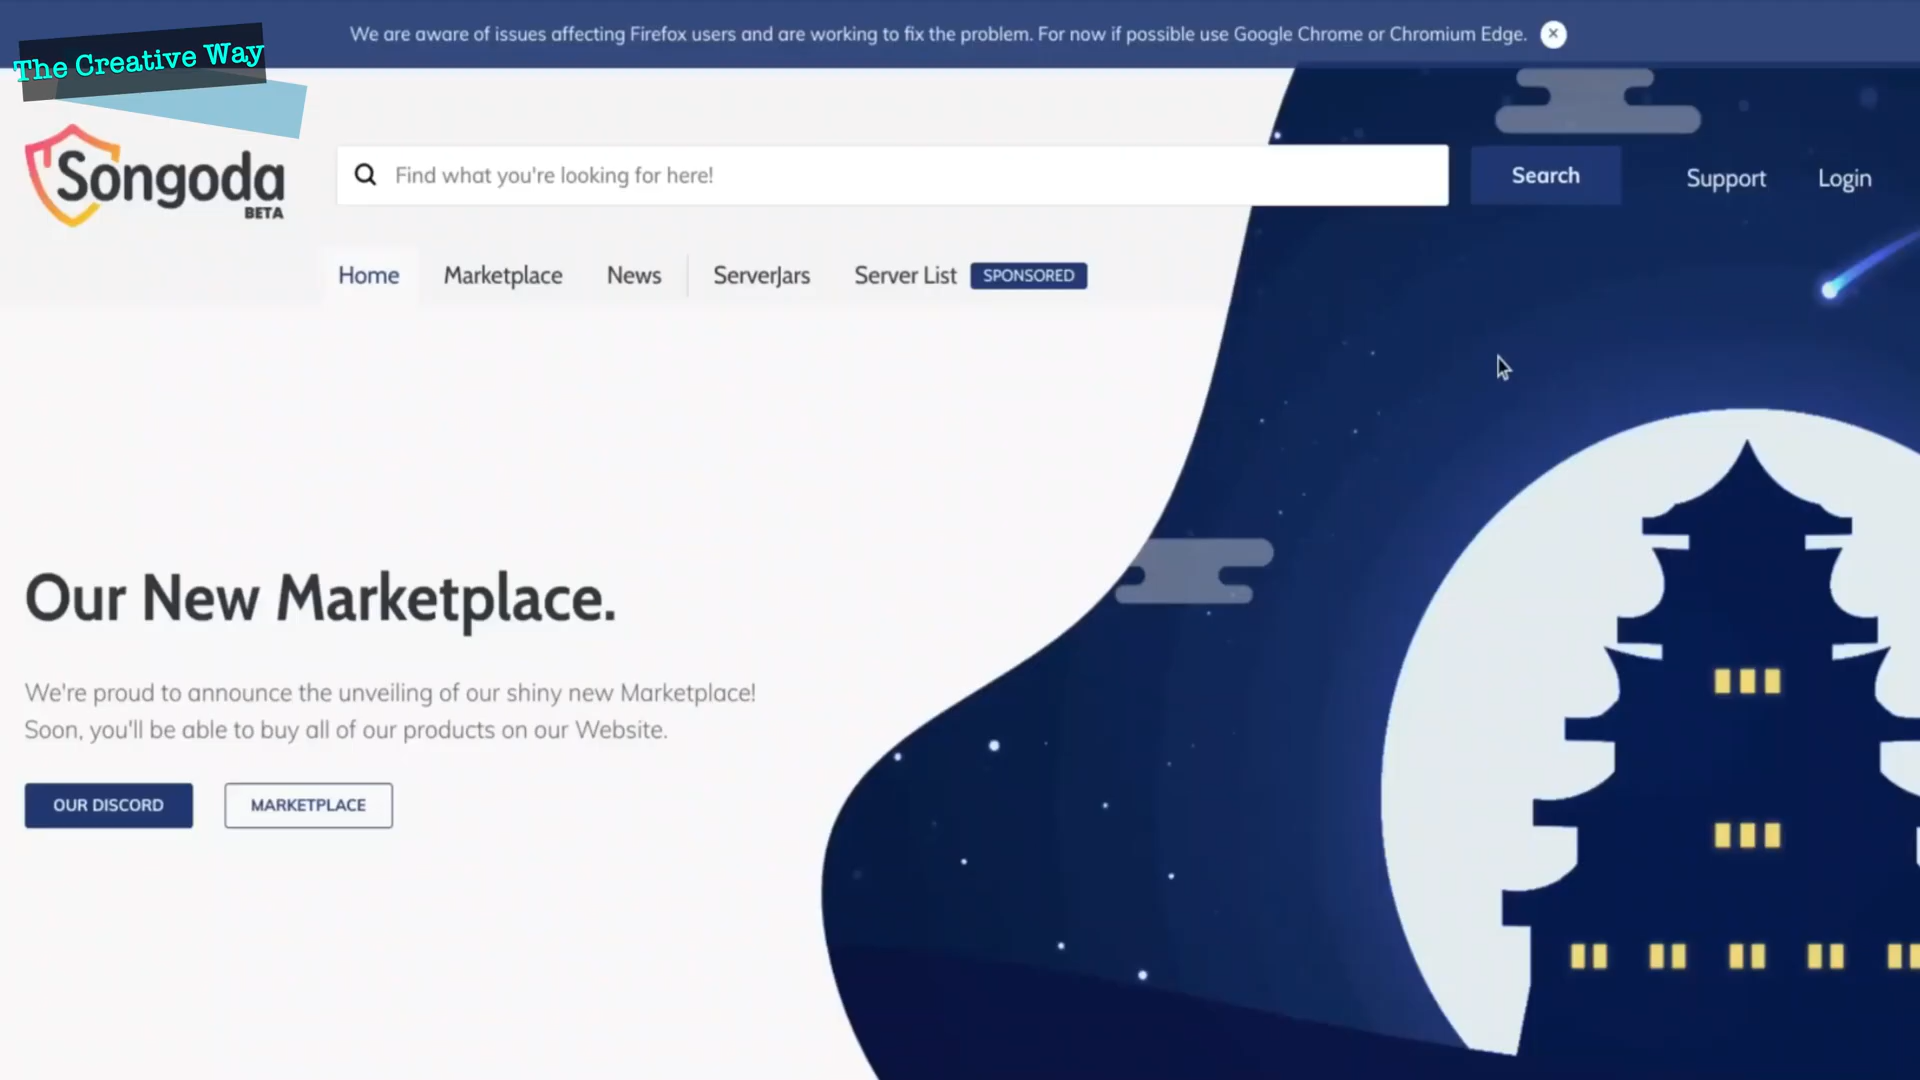 We are aware of issues affecting Firefox users and are working to fix the problem. For now if possible use Google Chrome or Chromium Edge.
The Creative Way
Songoda
BETA
Find what you're looking for here!
Search
Support
Login
Home
Marketplace
News
ServerJars
Server List
SPONSORED
Our New Marketplace.
We're proud to announce the unveiling of our shiny new Marketplace!
Soon, you'll be able to buy all of our products on our Website.
OUR DISCORD
MARKETPLACE